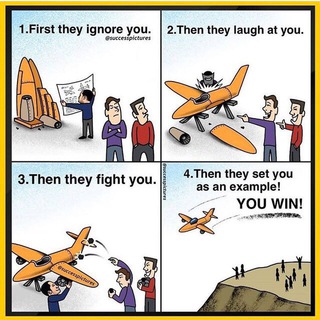 1.First they ignore you.
@successpictures
2.Then they laugh at you.
3.Then they fight you.
@successpictures
@successpictures
4.Then they set you
as an example!
YOU WIN!